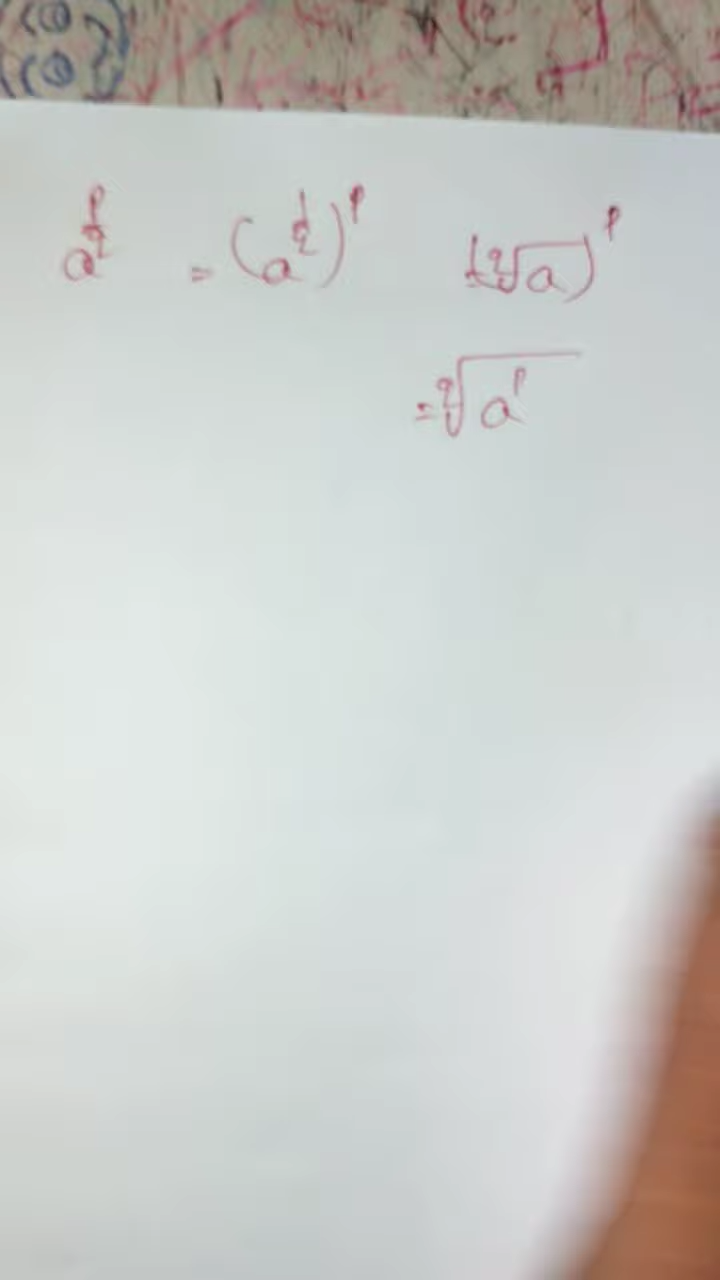 a^(p/q) = (a^(1/q))^p (q√a)^p
= q√(a^p)